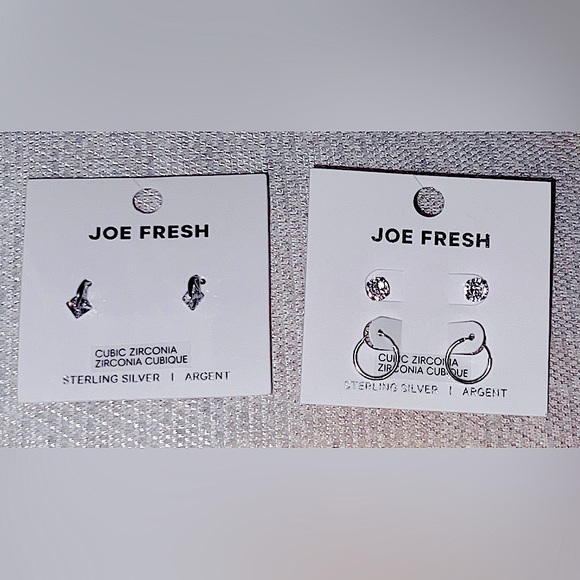 JOE FRESH
CUBIC ZIRCONIA
ZIRCONIA CUBIQUE
STERLING SILVER | ARGENT
JOE FRESH
CUBIC ZIRCONIA
ZIRCONIA CUBIQUE
STERLING SILVER | ARGENT